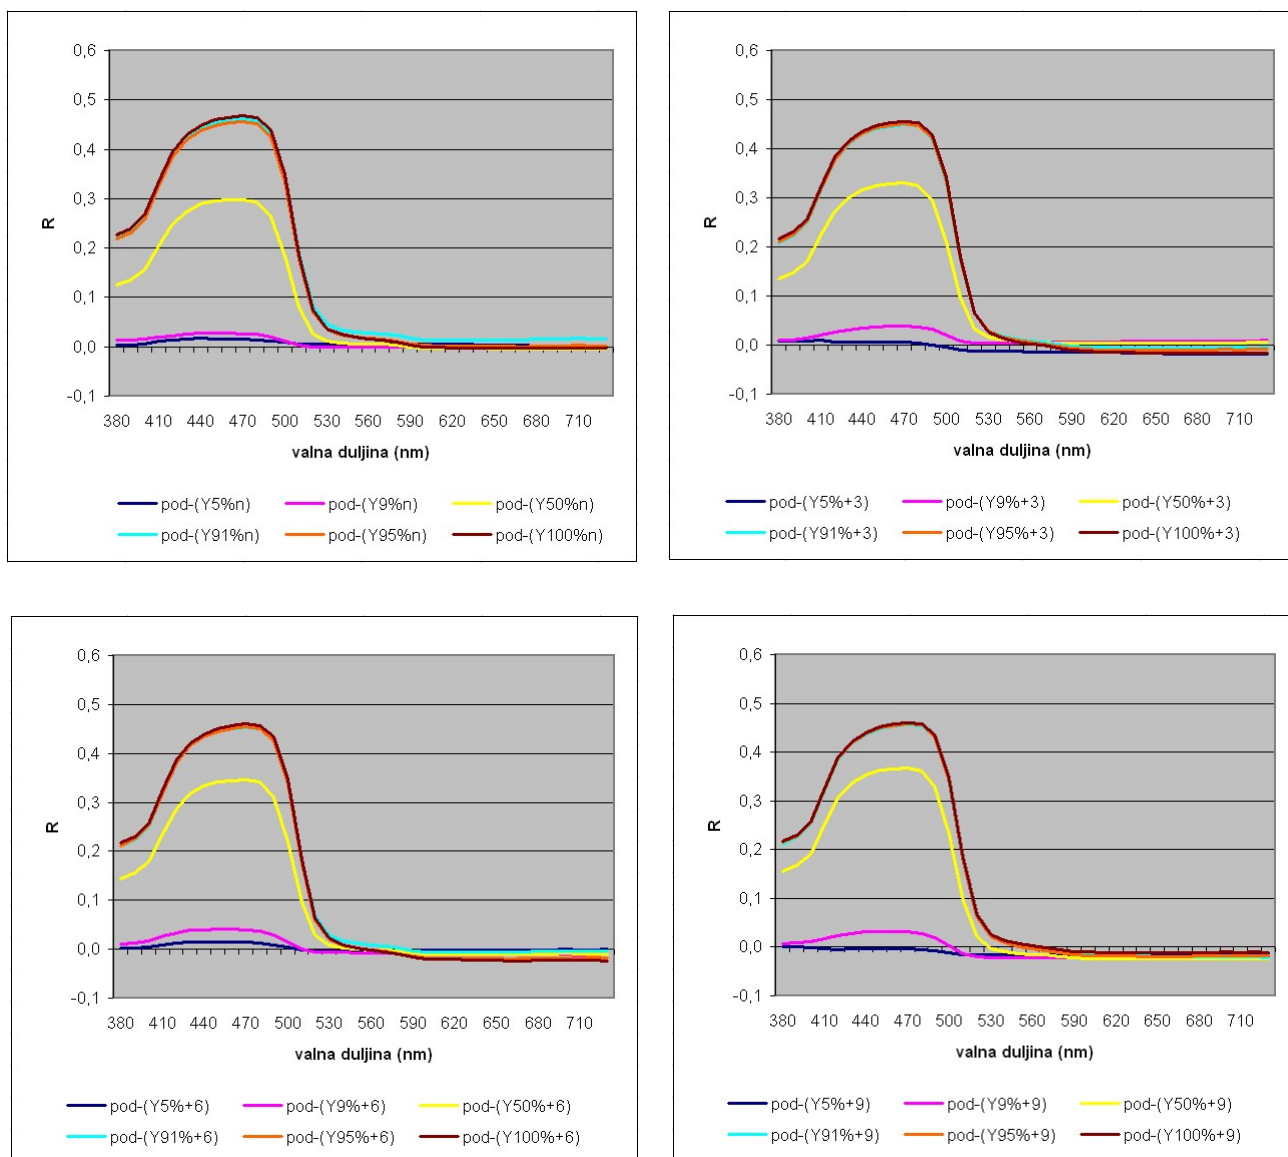 0,6
0,5
0,4
0,3
0,2
0,1
0,0
-0,1
R
380 410 440 470 500 530 560 590 620 650 680 710
valna duljina (nm)
pod-(Y5%n) pod-(Y9%n) pod-(Y50%n)
pod-(Y91%n) pod-(Y95%n) pod-(Y100%n)
0,6
0,5
0,4
0,3
0,2
0,1
0,0
-0,1
R
380 410 440 470 500 530 560 590 620 650 680 710
valna duljina (nm)
pod-(Y5%+3) pod-(Y9%+3) pod-(Y50%+3)
pod-(Y91%+3) pod-(Y95%+3) pod-(Y100%+3)
0,6
0,5
0,4
0,3
0,2
0,1
0,0
-0,1
R
380 410 440 470 500 530 560 590 620 650 680 710
valna duljina (nm)
pod-(Y5%+6) pod-(Y9%+6) pod-(Y50%+6)
pod-(Y91%+6) pod-(Y95%+6) pod-(Y100%+6)
0,6
0,5
0,4
0,3
0,2
0,1
0,0
-0,1
R
380 410 440 470 500 530 560 590 620 650 680 710
valna duljina (nm)
pod-(Y5%+9) pod-(Y9%+9) pod-(Y50%+9)
pod-(Y91%+9) pod-(Y95%+9) pod-(Y100%+9)